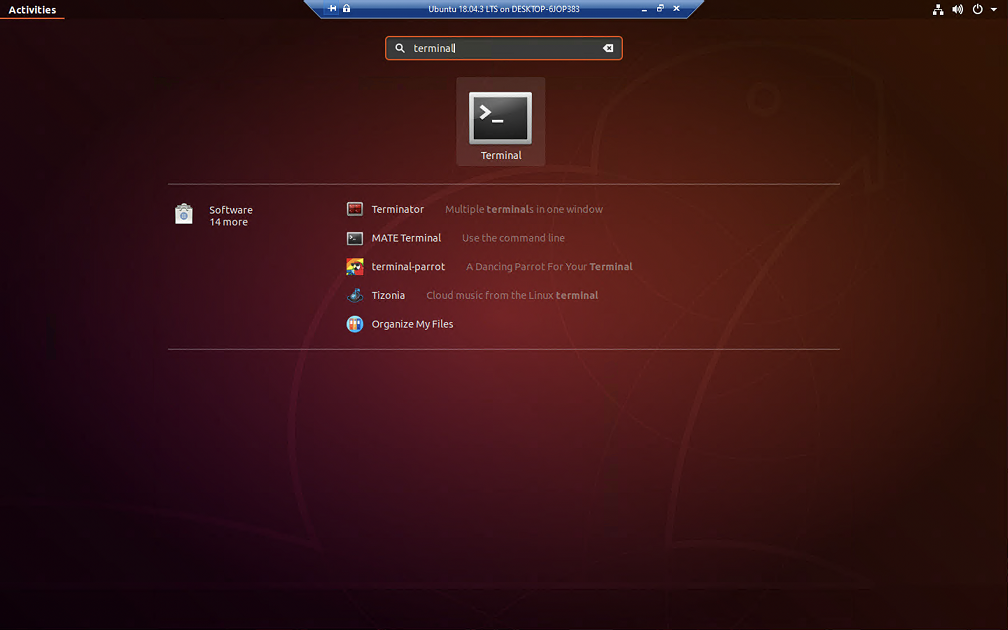 Activities
Ubuntu 18.04.3 LTS on DESKTOP-6JOP383
terminal
Terminal
Software
14 more
Terminator Multiple terminals in one window
MATE Terminal Use the command line
terminal-parrot A Dancing Parrot For Your Terminal
Tizonia Cloud music from the Linux terminal
Organize My Files